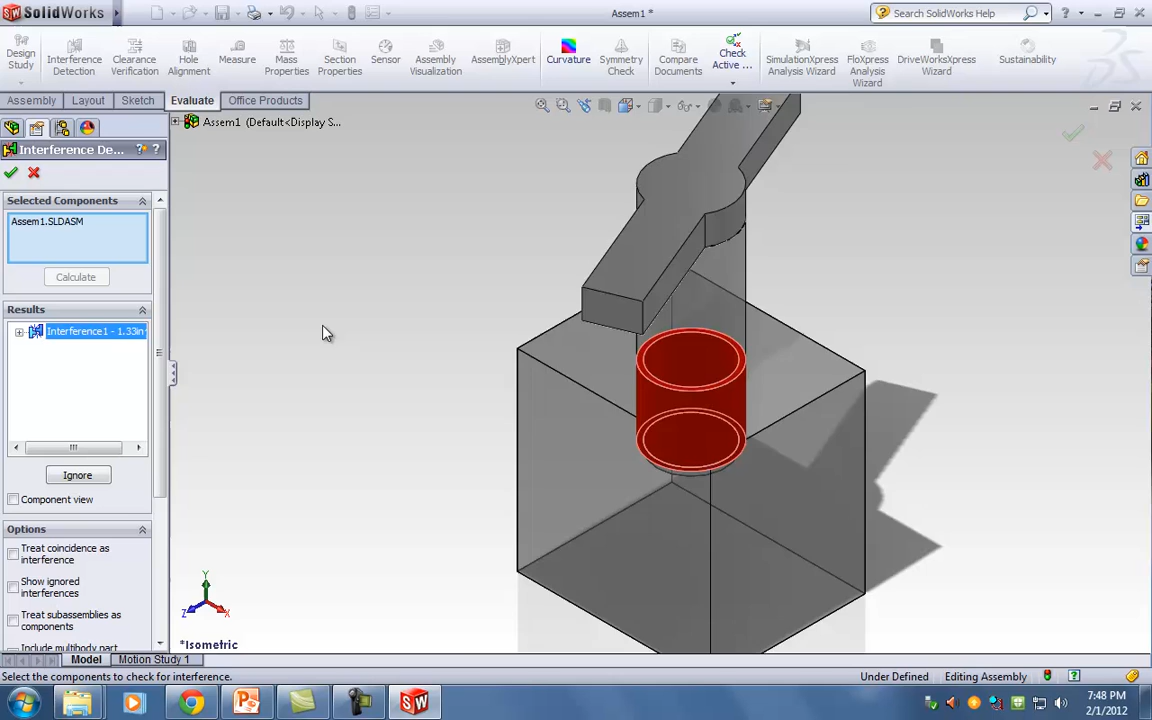 SolidWorks
Assem1 *
Search SolidWorks Help
Design
Study
Interference
Detection
Clearance
Verification
Hole
Alignment
Measure
Mass
Properties
Section
Properties
Sensor
Assembly
Visualization
AssemblyXpert
Curvature
Symmetry
Check
Compare
Documents
Check
Active ...
SimulationXpress
Analysis Wizard
FloXpress
Analysis
Wizard
DriveWorksXpress
Wizard
Sustainability
Assembly
Layout
Sketch
Evaluate
Office Products
Assem1 (Default<Display S...
Interference De...
Selected Components
Assem1.SLDASM
Calculate
Results
Interference1 - 1.33in
Ignore
Component view
Options
Treat coincidence as
interference
Show ignored
interferences
Treat subassemblies as
components
Include multibody part
Y
Z
X
*Isometric
Model
Motion Study 1
Select the components to check for interference.
Under Defined
Editing Assembly
7:48 PM
2/1/2012